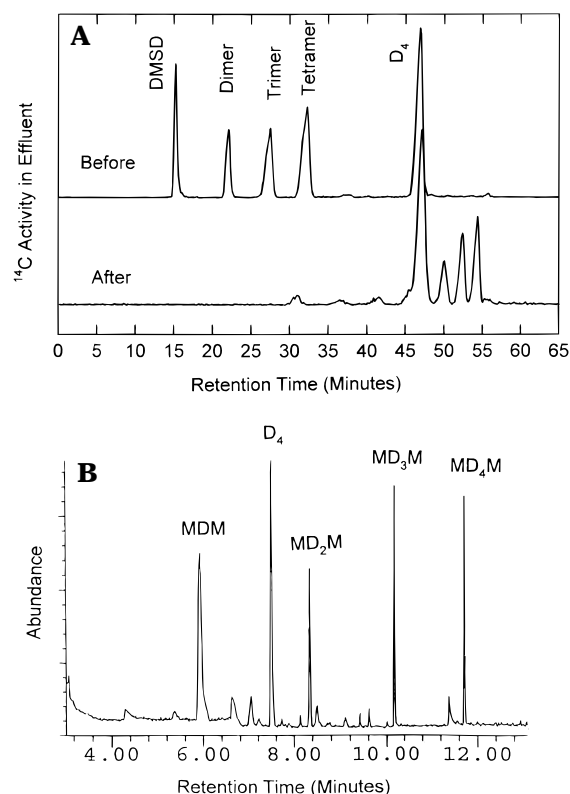 A
DMSD
Dimer
Trimer
Tetramer
D₄
Before
After
¹⁴C Activity in Effluent
0 5 10 15 20 25 30 35 40 45 50 55 60 65
Retention Time (Minutes)
B
D₄
MD₃M
MD₄M
MDM
MD₂M
Abundance
4.00 6.00 8.00 10.00 12.00
Retention Time (Minutes)